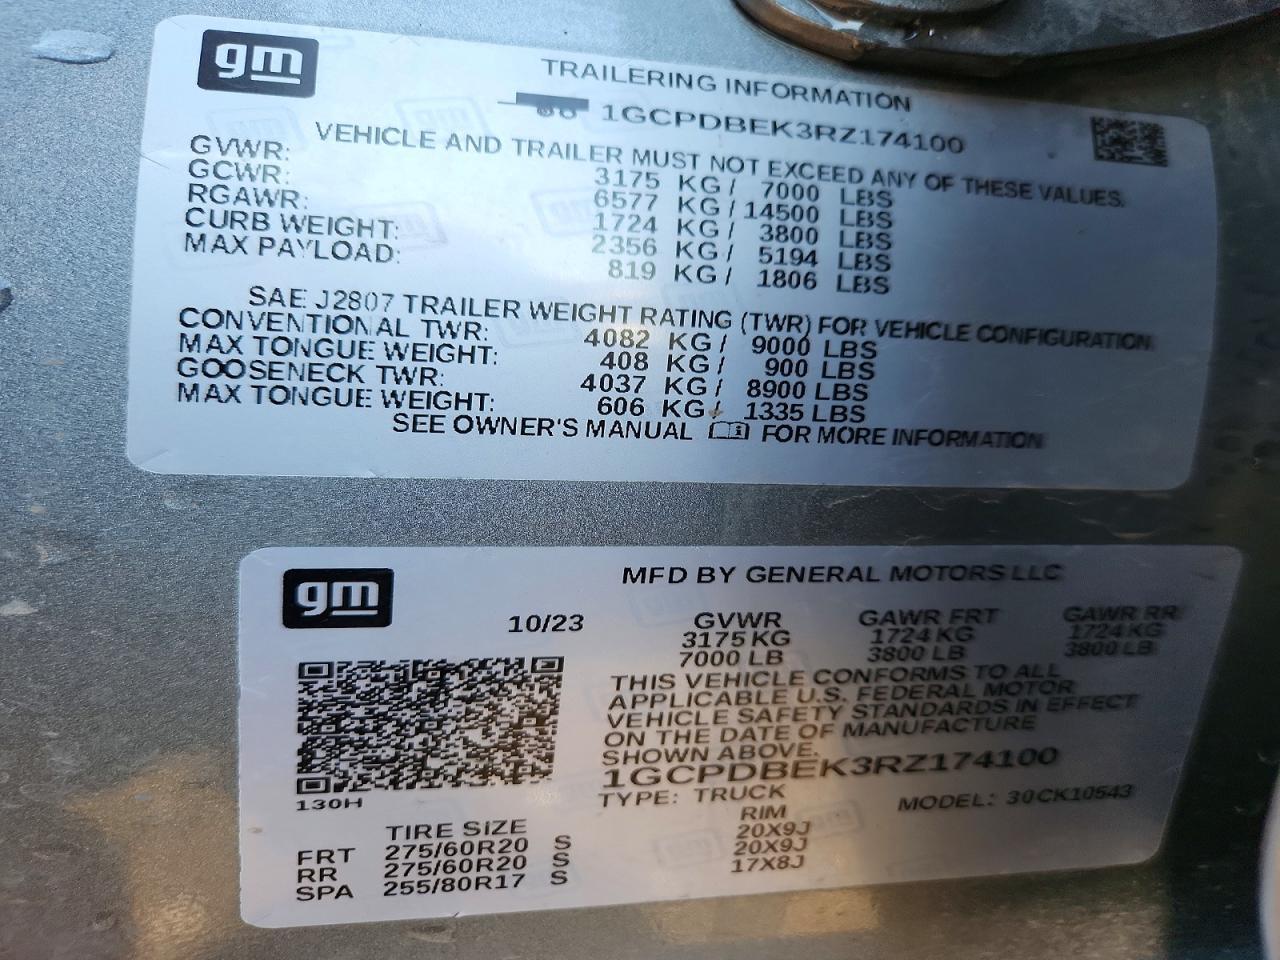 gm
TRAILERING INFORMATION
1GCPDBEK3RZ174100
VEHICLE AND TRAILER MUST NOT EXCEED ANY OF THESE VALUES.
GVWR: 3175 KG / 7000 LBS
GCWR: 6577 KG / 14500 LBS
RGAWR: 1724 KG / 3800 LBS
CURB WEIGHT: 2356 KG / 5194 LBS
MAX PAYLOAD: 819 KG / 1806 LBS
SAE J2807 TRAILER WEIGHT RATING (TWR) FOR VEHICLE CONFIGURATION
CONVENTIONAL TWR: 4082 KG / 9000 LBS
MAX TONGUE WEIGHT: 408 KG / 900 LBS
GOOSENECK TWR: 4037 KG / 8900 LBS
MAX TONGUE WEIGHT: 606 KG / 1335 LBS
SEE OWNER'S MANUAL FOR MORE INFORMATION
gm
MFD BY GENERAL MOTORS LLC
10/23 GVWR GAWR FRT GAWR RR
3175 KG 1724 KG 1724 KG
7000 LB 3800 LB 3800 LB
THIS VEHICLE CONFORMS TO ALL
APPLICABLE U.S. FEDERAL MOTOR
VEHICLE SAFETY STANDARDS IN EFFECT
ON THE DATE OF MANUFACTURE
SHOWN ABOVE.
1GCPDBEK3RZ174100
130H
TYPE: TRUCK MODEL: 30CK10543
TIRE SIZE RIM
FRT 275/60R20 S 20X9J
RR 275/60R20 S 20X9J
SPA 255/80R17 S 17X8J